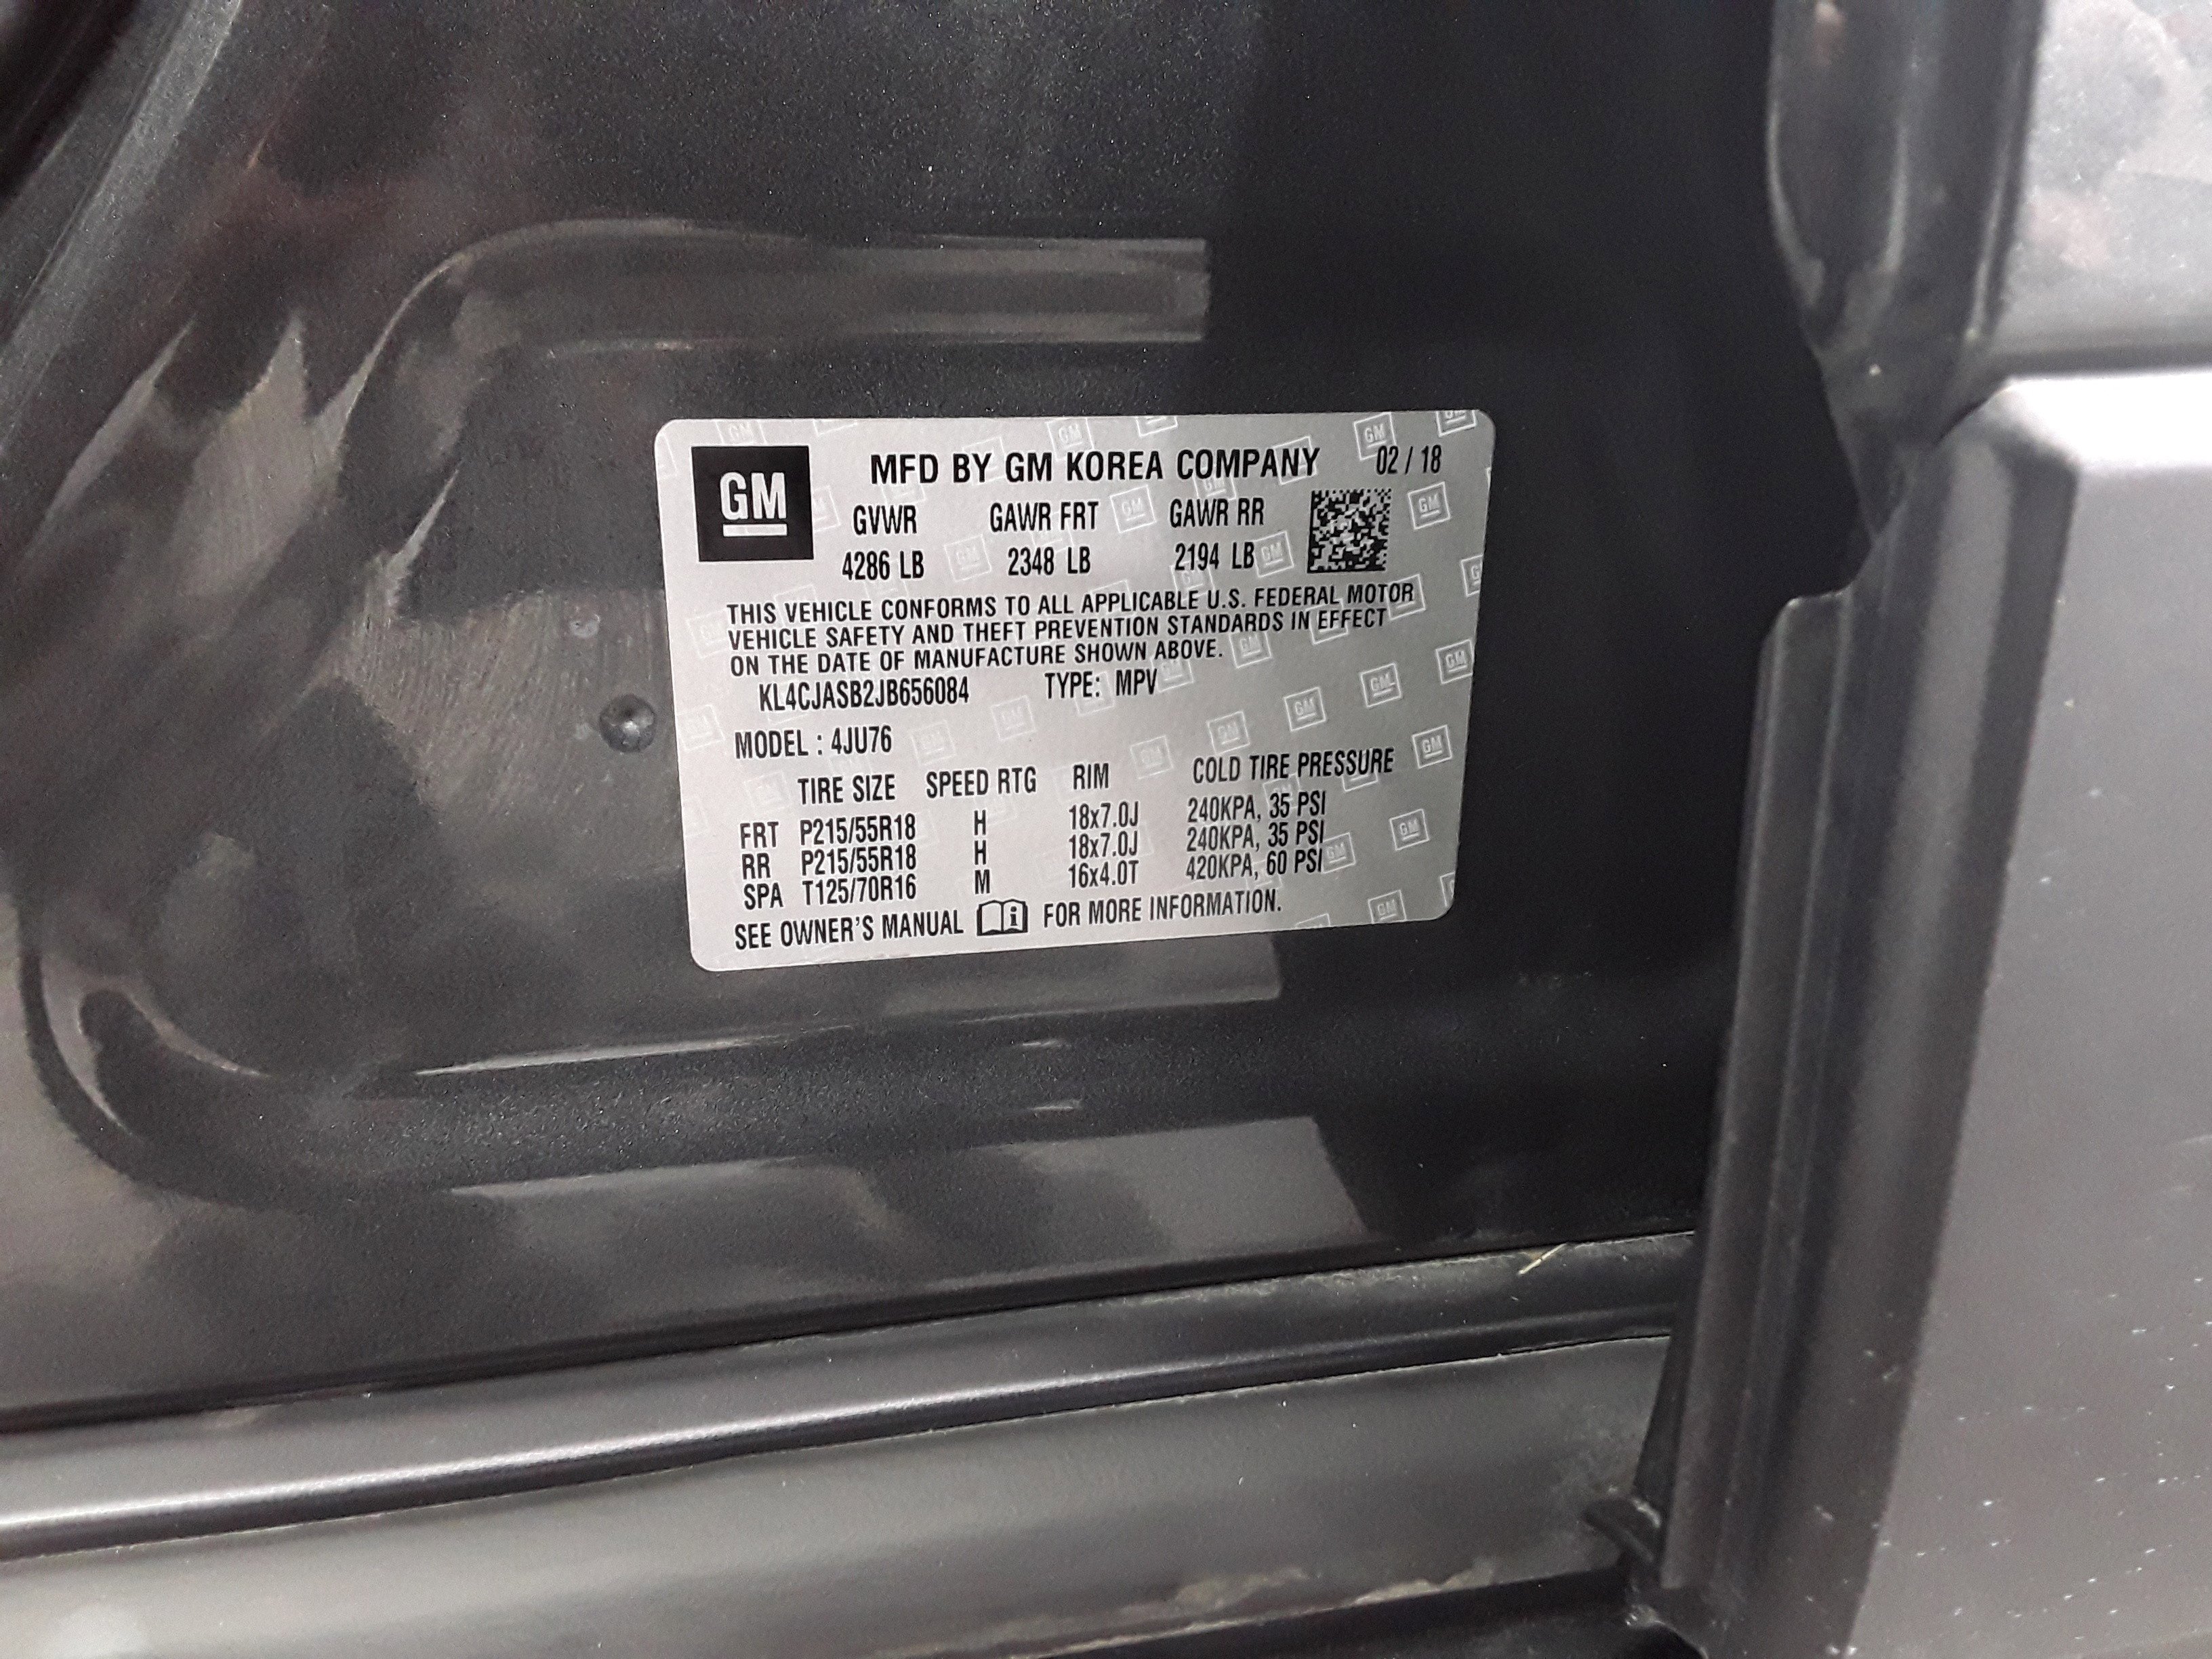 GM
MFD BY GM KOREA COMPANY 02 / 18
GVWR GAWR FRT GAWR RR
4286 LB 2348 LB 2194 LB
THIS VEHICLE CONFORMS TO ALL APPLICABLE U.S. FEDERAL MOTOR
VEHICLE SAFETY AND THEFT PREVENTION STANDARDS IN EFFECT
ON THE DATE OF MANUFACTURE SHOWN ABOVE.
KL4CJASB2JB656084 TYPE: MPV
MODEL : 4JU76
TIRE SIZE SPEED RTG RIM COLD TIRE PRESSURE
FRT P215/55R18 H 18x7.0J 240KPA, 35 PSI
RR P215/55R18 H 18x7.0J 240KPA, 35 PSI
SPA T125/70R16 M 16x4.0T 420KPA, 60 PSI
SEE OWNER'S MANUAL FOR MORE INFORMATION.